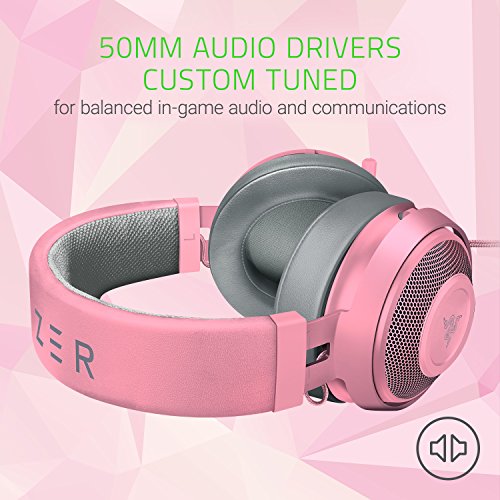 50MM AUDIO DRIVERS
CUSTOM TUNED
for balanced in-game audio and communications
L
ZER